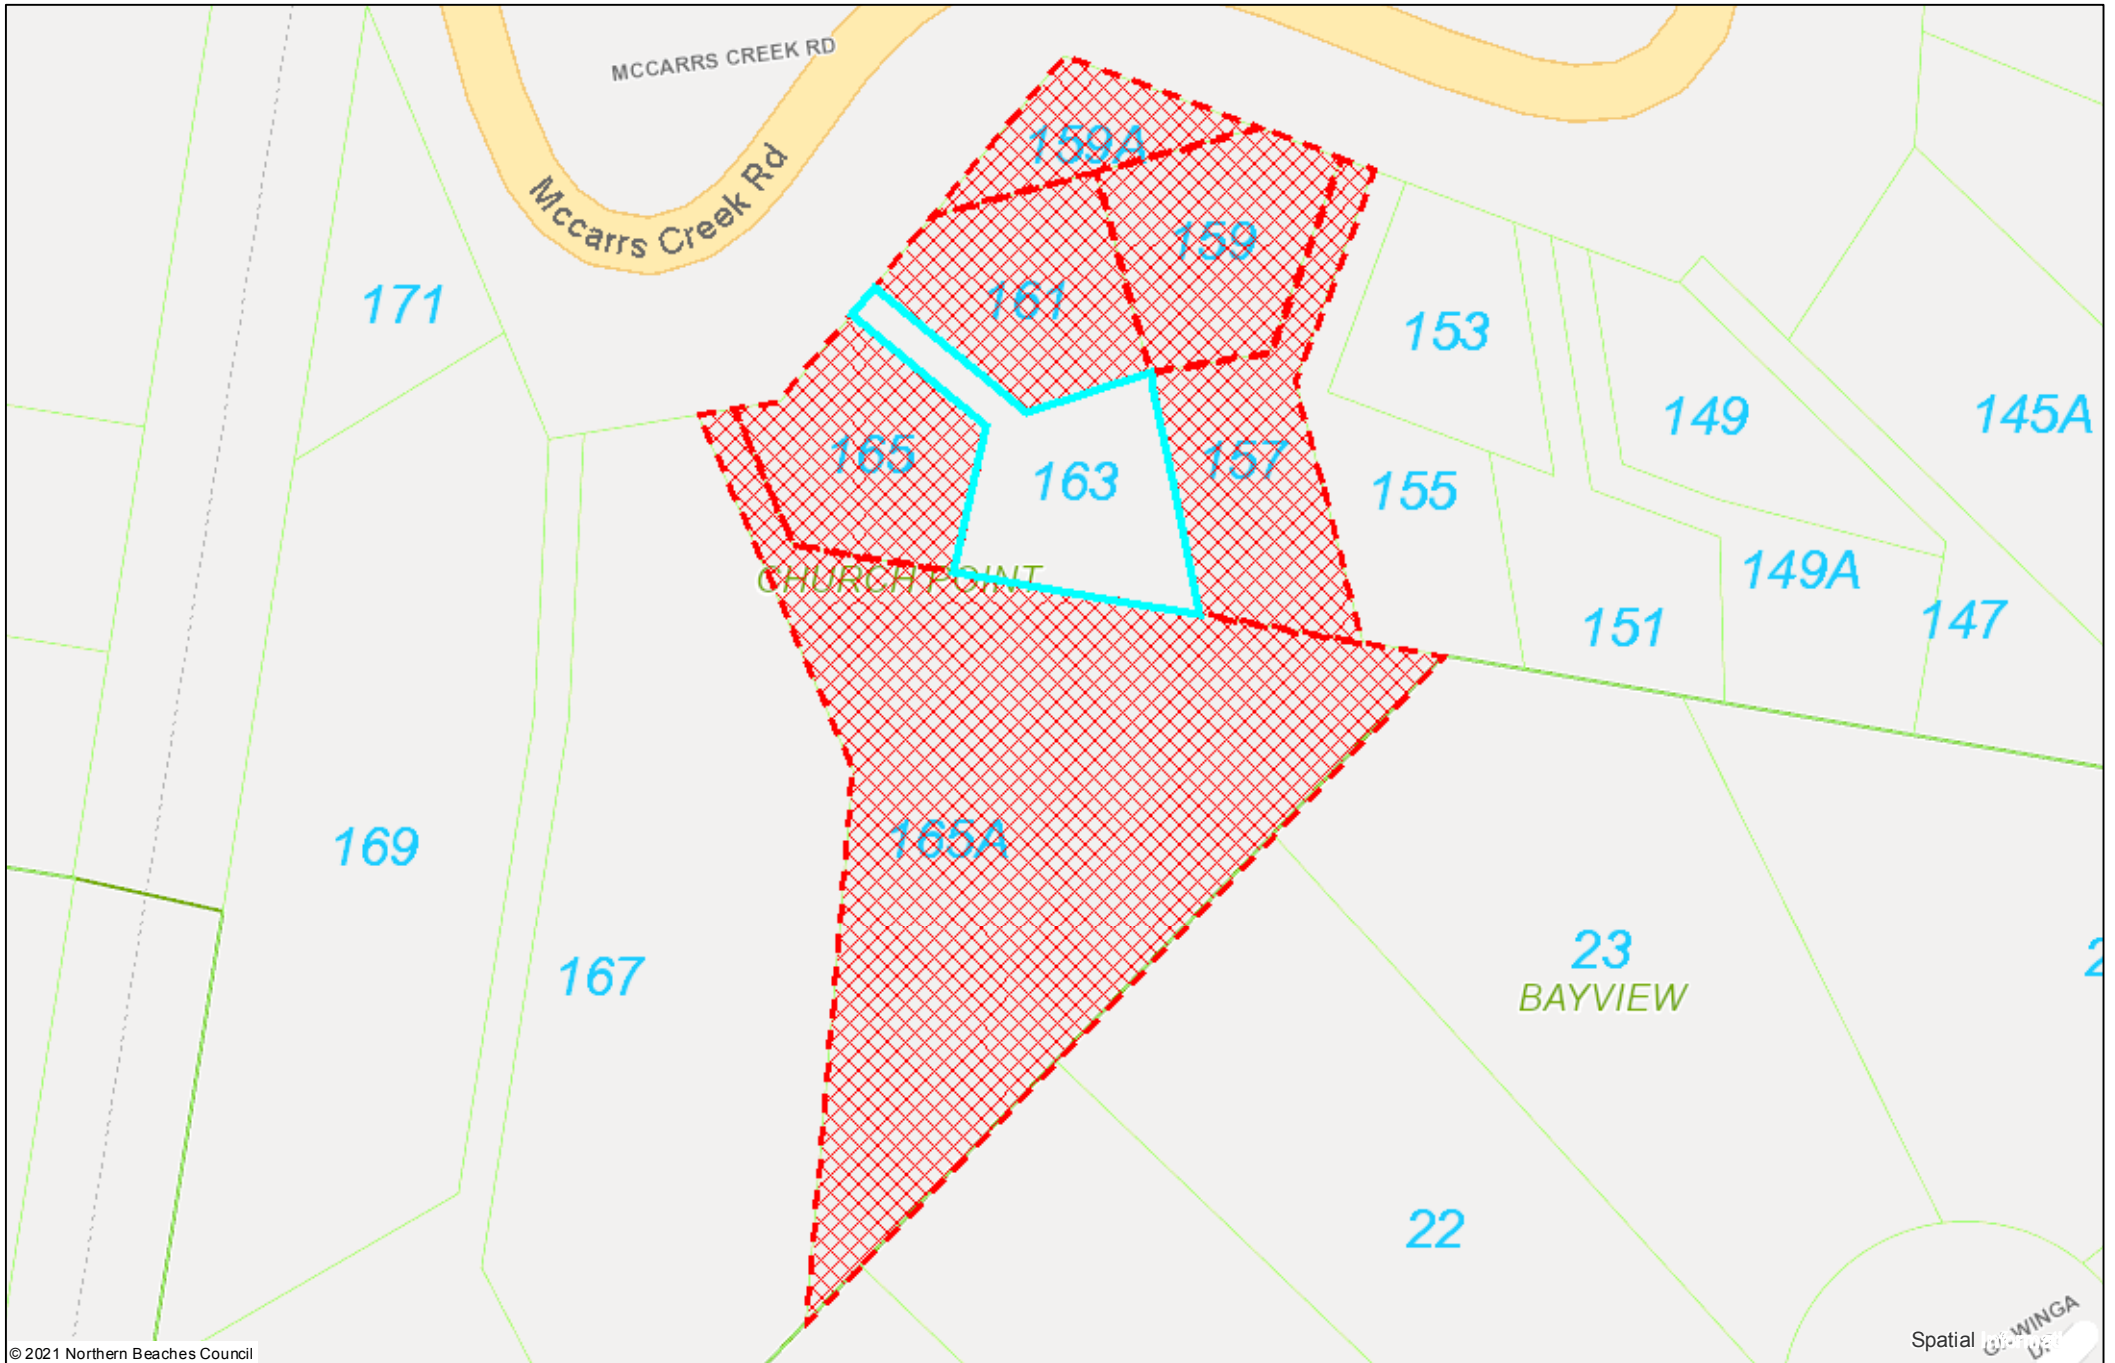 MCCARRS CREEK RD
Mccarrs Creek Rd
159A
159
171
161
153
149
145A
165
163
157
155
CHURCH POINT
149A
151
147
165A
169
23
167
BAYVIEW
22
Spatial
© 2021 Northern Beaches Council